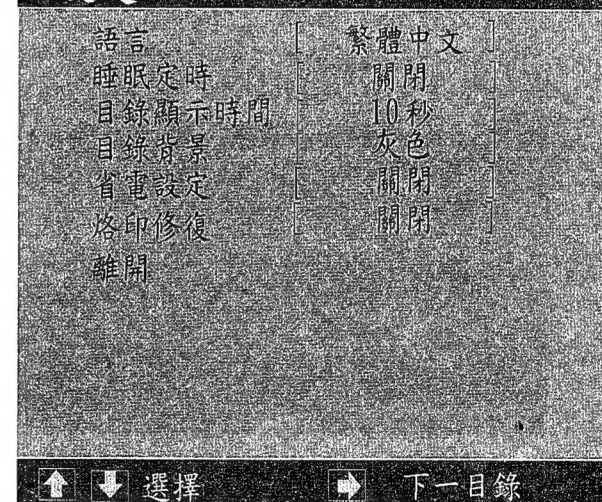 語言 [ 繁體中文 ]
睡眠定時 [ 關閉 ]
目錄顯示時間 [ 10秒 ]
目錄背景 [ 灰色 ]
省電設定 [ 關閉 ]
烙印修復 [ 關閉 ]
離開
選擇 下一目錄